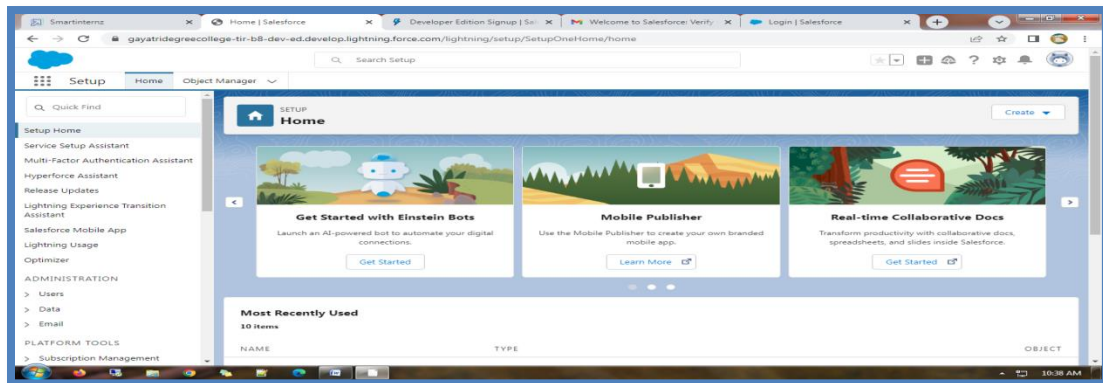 Smartinternz
Home | Salesforce
Developer Edition Signup | Sal
Welcome to Salesforce: Verify
Login | Salesforce
gayatridegreecollege-tir-b8-dev-ed.develop.lightning.force.com/lightning/setup/SetupOneHome/home
Search Setup
Setup
Home
Object Manager
Quick Find
Setup Home
Service Setup Assistant
Multi-Factor Authentication Assistant
Hyperforce Assistant
Release Updates
Lightning Experience Transition
Assistant
Salesforce Mobile App
Lightning Usage
Optimizer
ADMINISTRATION
Users
Data
Email
PLATFORM TOOLS
Subscription Management
SETUP
Home
Create
Get Started with Einstein Bots
Launch an AI-powered bot to automate your digital
connections.
Get Started
Mobile Publisher
Use the Mobile Publisher to create your own branded
mobile app.
Learn More
Real-time Collaborative Docs
Transform productivity with collaborative docs,
spreadsheets, and slides inside Salesforce.
Get Started
Most Recently Used
10 items
NAME
TYPE
OBJECT
10:38 AM